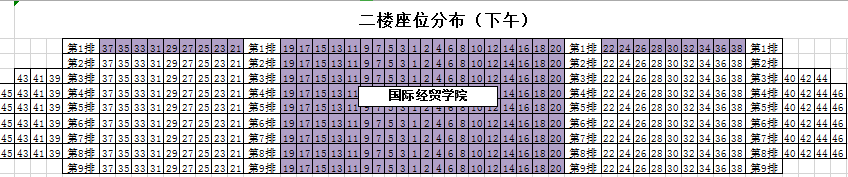 二楼座位分布（下午）
第1排 37 35 33 31 29 27 25 23 21 第1排 19 17 15 13 11 9 7 5 3 1 2 4 6 8 10 12 14 16 18 20 第1排 22 24 26 28 30 32 34 36 38 第1排
第2排 37 35 33 31 29 27 25 23 21 第2排 19 17 15 13 11 9 7 5 3 1 2 4 6 8 10 12 14 16 18 20 第2排 22 24 26 28 30 32 34 36 38 第2排
43 41 39 第3排 37 35 33 31 29 27 25 23 21 第3排 19 17 15 13 11 9 7 5 3 1 2 4 6 8 10 12 14 16 18 20 第3排 22 24 26 28 30 32 34 36 38 第3排 40 42 44
45 43 41 39 第4排 37 35 33 31 29 27 25 23 21 第4排 19 17 15 13 11 国际经贸学院 16 18 20 第4排 22 24 26 28 30 32 34 36 38 第4排 40 42 44 46
45 43 41 39 第5排 37 35 33 31 29 27 25 23 21 第5排 19 17 15 13 11 9 7 5 3 1 2 4 6 8 10 12 14 16 18 20 第5排 22 24 26 28 30 32 34 36 38 第5排 40 42 44 46
45 43 41 39 第6排 37 35 33 31 29 27 25 23 21 第6排 19 17 15 13 11 9 7 5 3 1 2 4 6 8 10 12 14 16 18 20 第6排 22 24 26 28 30 32 34 36 38 第6排 40 42 44 46
45 43 41 39 第7排 37 35 33 31 29 27 25 23 21 第7排 19 17 15 13 11 9 7 5 3 1 2 4 6 8 10 12 14 16 18 20 第7排 22 24 26 28 30 32 34 36 38 第7排 40 42 44 46
45 43 41 39 第8排 37 35 33 31 29 27 25 23 21 第8排 19 17 15 13 11 9 7 5 3 1 2 4 6 8 10 12 14 16 18 20 第8排 22 24 26 28 30 32 34 36 38 第8排 40 42 44 46
第9排 37 35 33 31 29 27 25 23 21 第9排 19 17 15 13 11 9 7 5 3 1 2 4 6 8 10 12 14 16 18 20 第9排 22 24 26 28 30 32 34 36 38 第9排